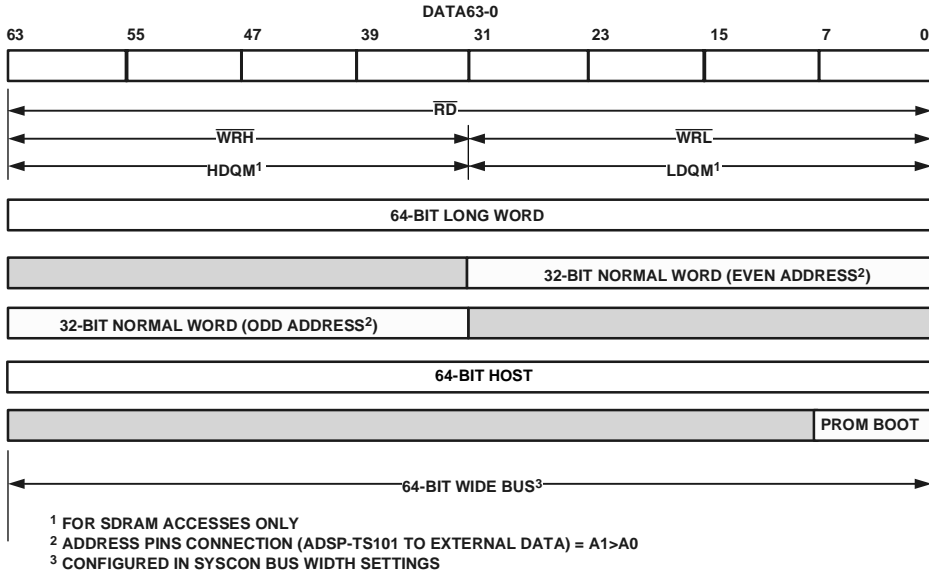 DATA63-0
63 55 47 39 31 23 15 7 0
RD
WRH WRL
HDQM1 LDQM1
64-BIT LONG WORD
32-BIT NORMAL WORD (EVEN ADDRESS2)
32-BIT NORMAL WORD (ODD ADDRESS2)
64-BIT HOST
PROM BOOT
64-BIT WIDE BUS3
1 FOR SDRAM ACCESSES ONLY
2 ADDRESS PINS CONNECTION (ADSP-TS101 TO EXTERNAL DATA) = A1>A0
3 CONFIGURED IN SYSCON BUS WIDTH SETTINGS